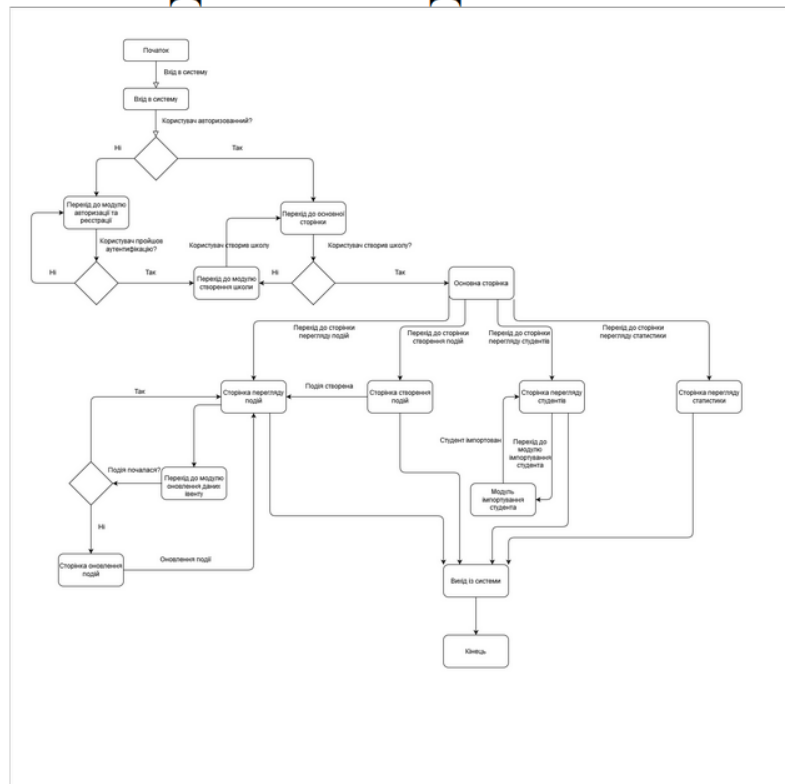 Початок
Вхід в систему
Вхід в систему
Користувач авторизованний?
Ні
Так
Перехід до модулю
авторизації та
реєстрації
Перехід до основної
сторінки
Користувач пройшов
аутентифікацію?
Користувач створив школу
Користувач створив школу?
Ні
Так
Перехід до модулю
створення школи
Ні
Так
Основна сторінка
Перехід до сторінки
перегляду подій
Перехід до сторінки
створення подій
Перехід до сторінки
перегляду студентів
Перехід до сторінки
перегляду статистики
Так
Сторінка перегляду
подій
Подія створена
Сторінка створення
подій
Сторінка перегляду
студентів
Сторінка перегляду
статистики
Студент імпортован
Перехід до
модулю
імпортування
студента
Подія почалася?
Перехід до модулю
оновлення даних
івенту
Модуль
імпортування
студента
Ні
Сторінка оновлення
подій
Оновлення події
Вихід із системи
Кінець